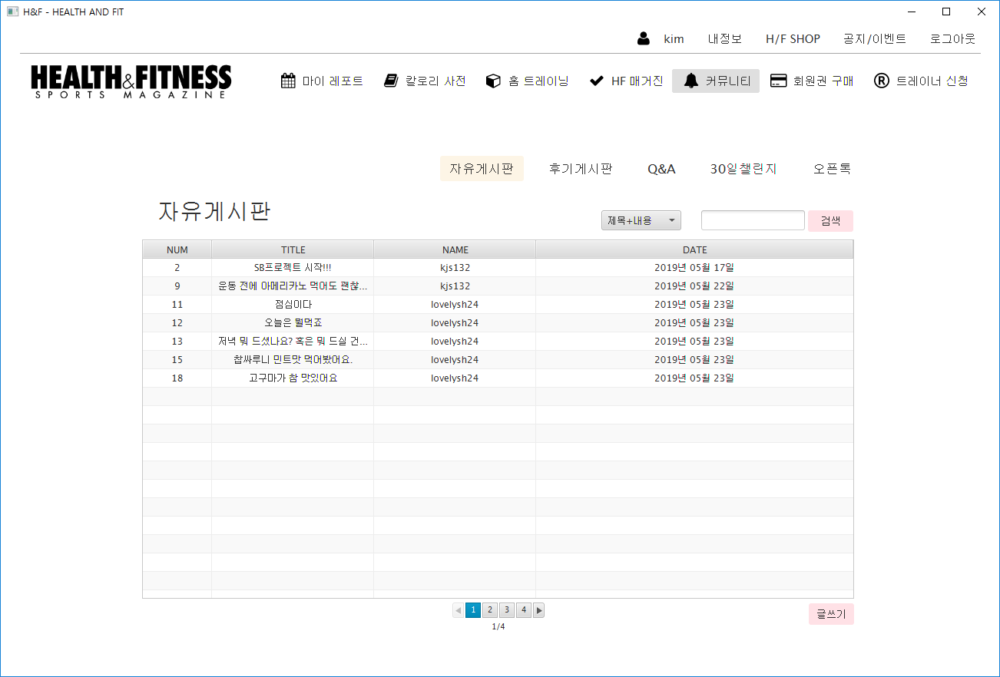 H&F - HEALTH AND FIT
kim 내정보 H/F SHOP 공지/이벤트 로그아웃
HEALTH&FITNESS
SPORTS MAGAZINE
마이 레포트 칼로리 사전 홈 트레이닝 HF 매거진 커뮤니티 회원권 구매 R 트레이너 신청
자유게시판 후기게시판 Q&A 30일챌린지 오픈톡
자유게시판
제목+내용 검색
NUM TITLE NAME DATE
2 SB프로젝트 시작!!! kjs132 2019년 05월 17일
9 운동 전에 아메리카노 먹어도 괜찮... kjs132 2019년 05월 22일
11 점심이다 lovelysh24 2019년 05월 23일
12 오늘은 뭘먹죠 lovelysh24 2019년 05월 23일
13 저녁 뭐 드셨나요? 혹은 뭐 드실 건... lovelysh24 2019년 05월 23일
15 찹싸루니 민트맛 먹어봤어요. lovelysh24 2019년 05월 23일
18 고구마가 참 맛있어요 lovelysh24 2019년 05월 23일
1 2 3 4
1/4
글쓰기